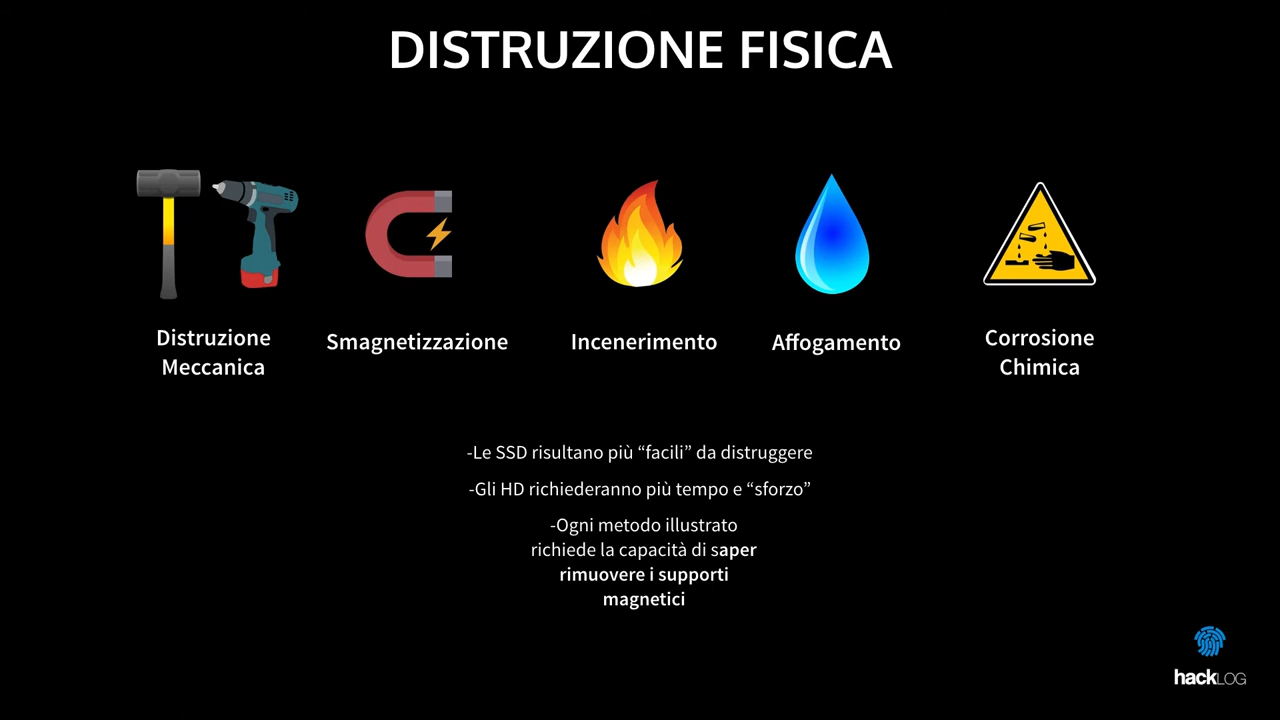 DISTRUZIONE FISICA
Distruzione
Meccanica
Smagnetizzazione
Incenerimento
Affogamento
Corrosione
Chimica
-Le SSD risultano più “facili” da distruggere
-Gli HD richiederanno più tempo e “sforzo”
-Ogni metodo illustrato
richiede la capacità di saper
rimuovere i supporti
magnetici
hackLOG